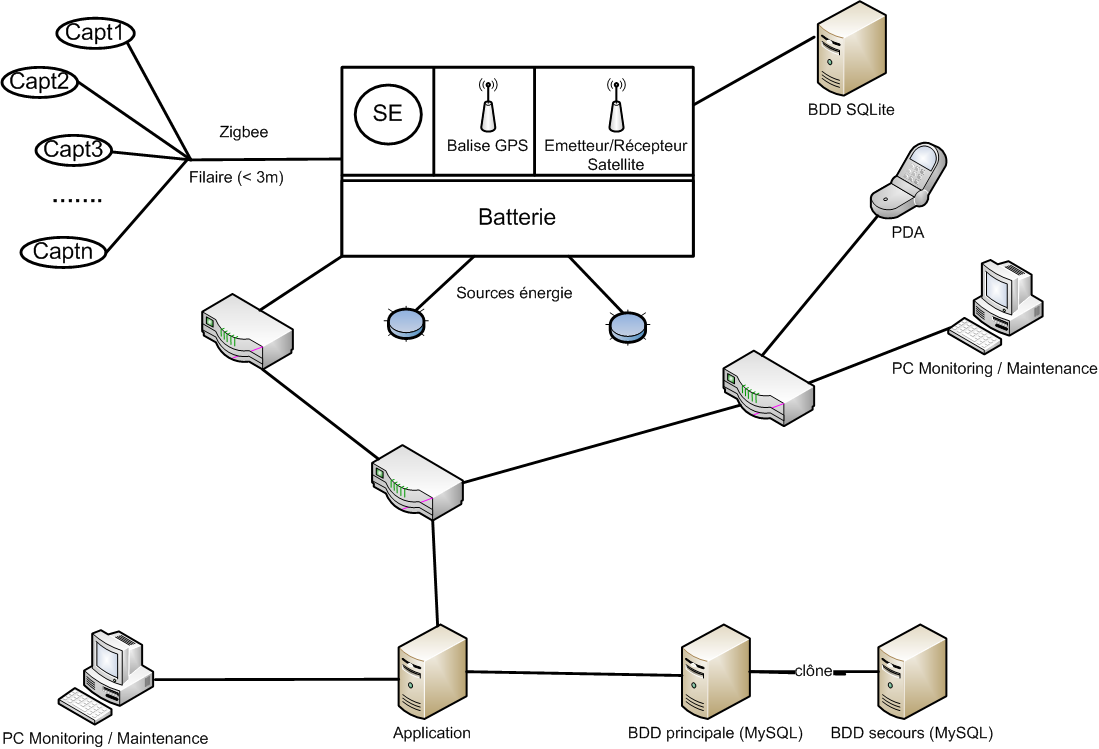 Capt1
Capt2
Capt3
.......
Captn
Zigbee
Filaire (< 3m)
SE
Balise GPS
Emetteur/Récepteur
Satellite
Batterie
BDD SQLite
PDA
Sources énergie
PC Monitoring / Maintenance
PC Monitoring / Maintenance
Application
BDD principale (MySQL)
clône
BDD secours (MySQL)